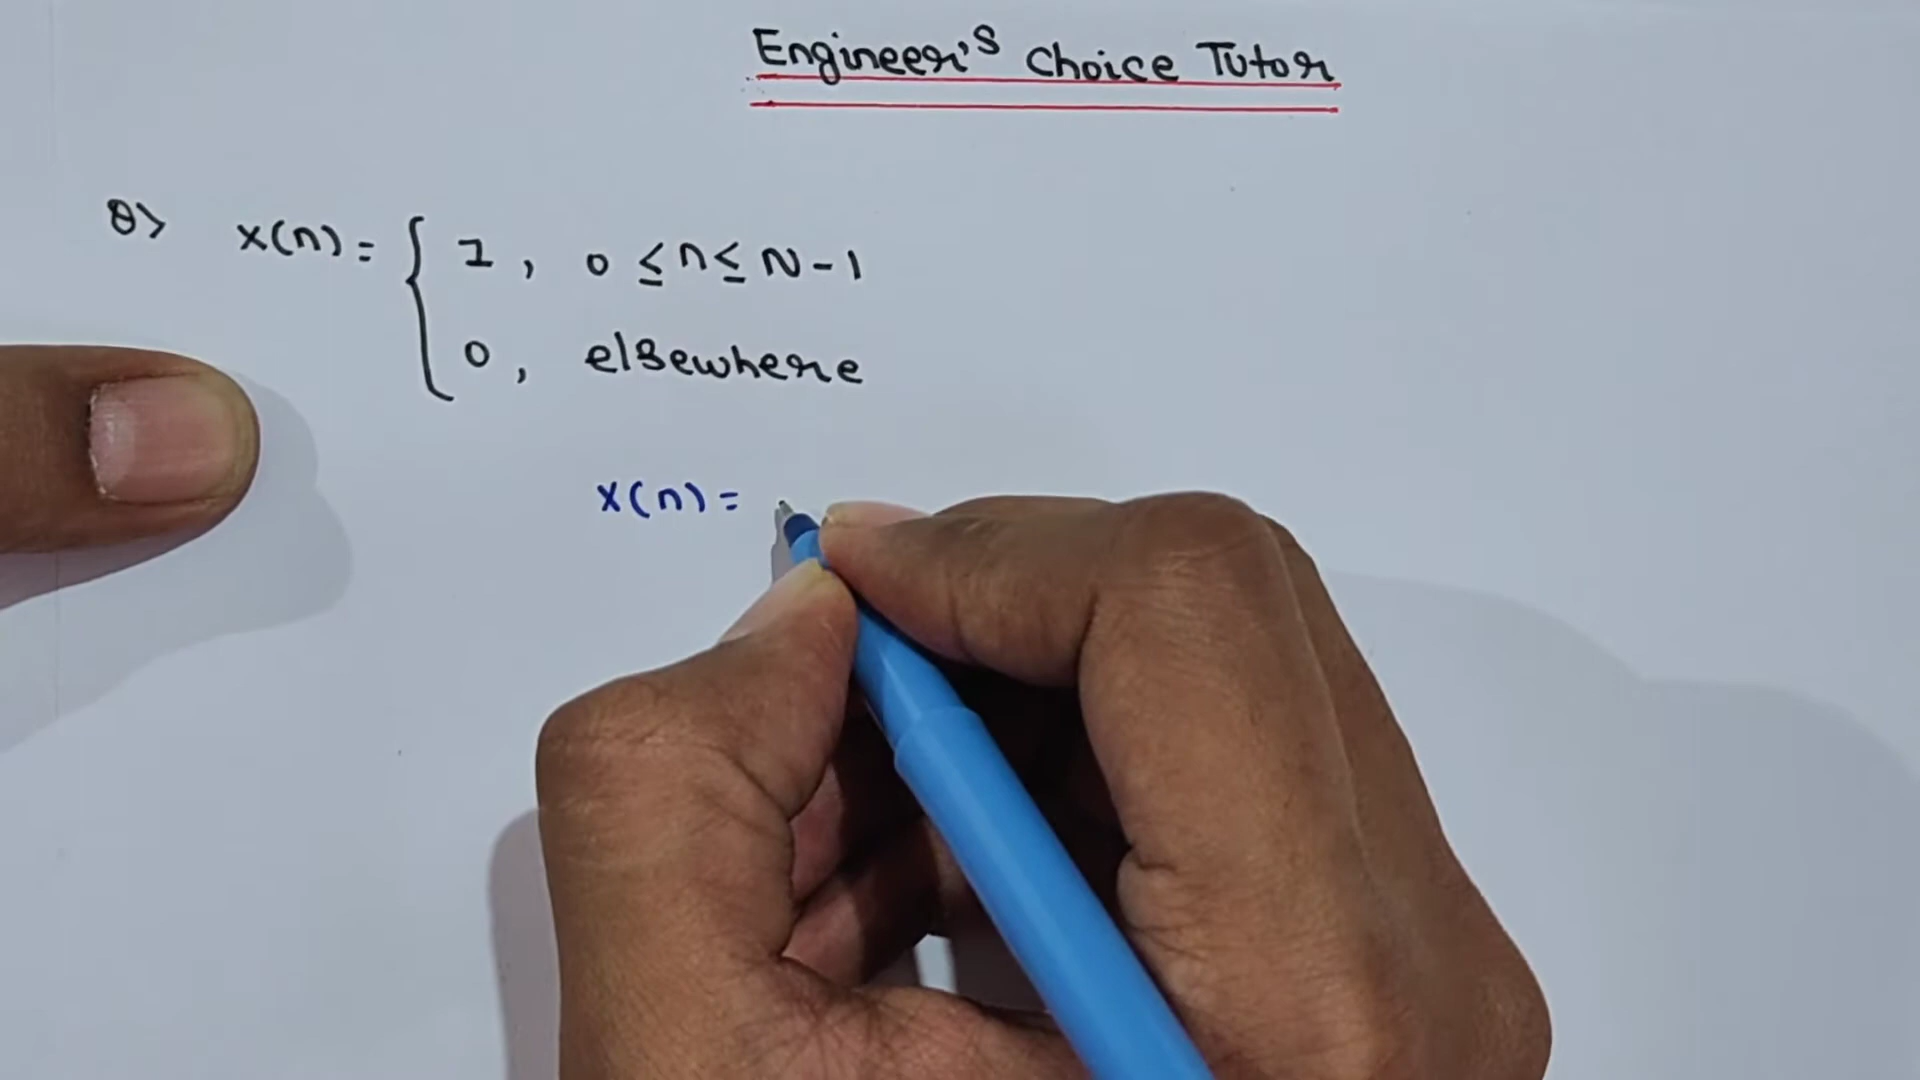 Engineer's Choice Tutor
Q> x(n) = { 1 , 0 ≤ n ≤ N-1
0 , elsewhere
x(n) =